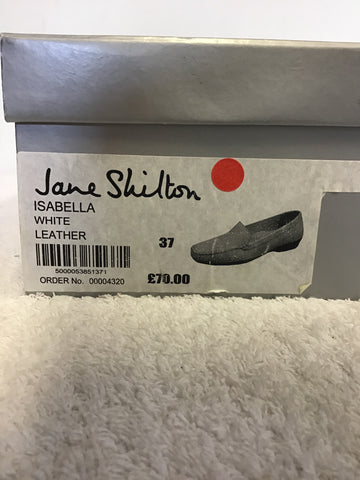 Jane Shilton
ISABELLA
WHITE
LEATHER
37
5000053851371
ORDER No. 00004320
£70.00